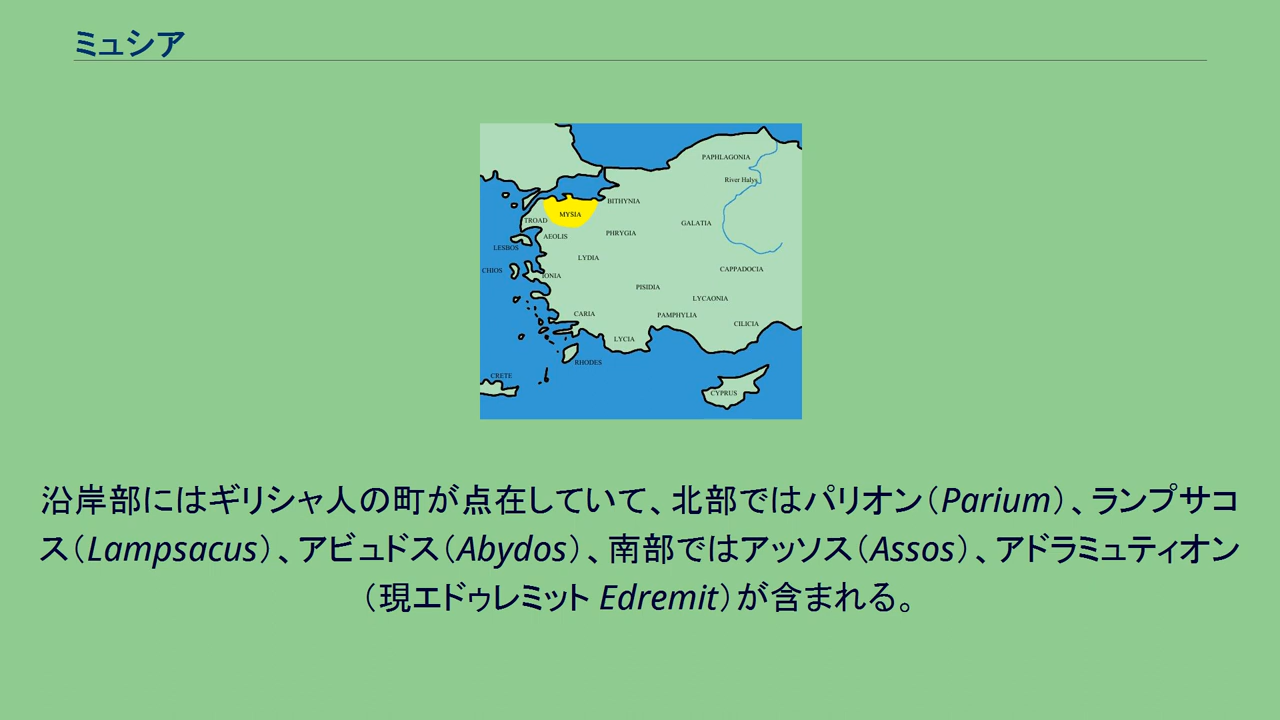 ミュシア
PAPHLAGONIA
River Halys
BITHYNIA
MYSIA
TROAD
GALATIA
AEOLIS
PHRYGIA
LESBOS
LYDIA
CHIOS
IONIA
CAPPADOCIA
PISIDIA
LYCAONIA
CARIA
PAMPHYLIA
CILICIA
LYCIA
RHODES
CRETE
CYPRUS
沿岸部にはギリシャ人の町が点在していて、北部ではパリオン（Parium）、ランプサコ
ス（Lampsacus）、アビュドス（Abydos）、南部ではアッソス（Assos）、アドラミュティオン
（現エドゥレミット Edremit）が含まれる。